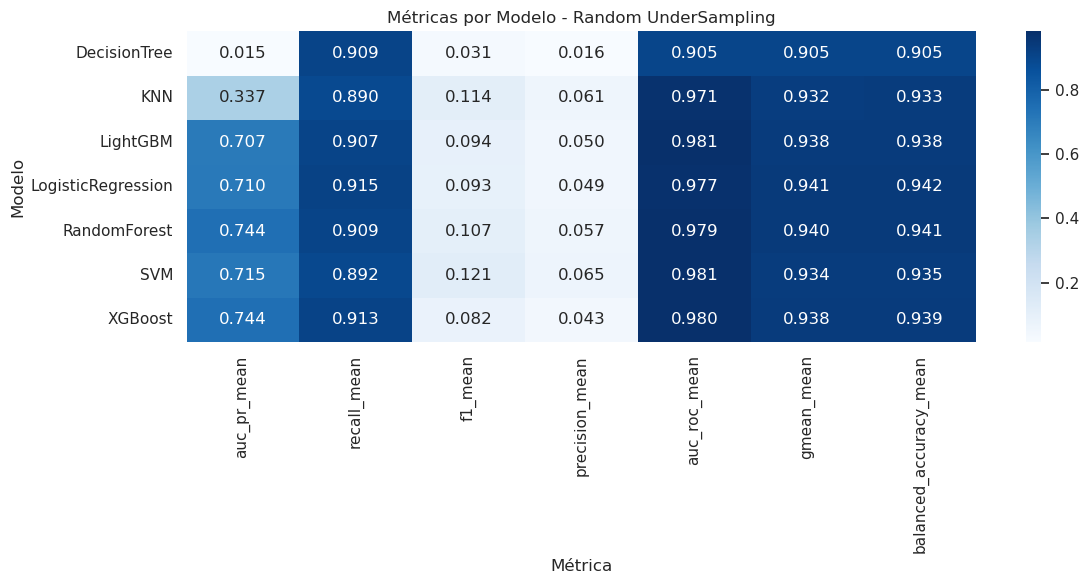 Métricas por Modelo - Random UnderSampling
Modelo
DecisionTree 0.015 0.909 0.031 0.016 0.905 0.905 0.905
KNN 0.337 0.890 0.114 0.061 0.971 0.932 0.933
LightGBM 0.707 0.907 0.094 0.050 0.981 0.938 0.938
LogisticRegression 0.710 0.915 0.093 0.049 0.977 0.941 0.942
RandomForest 0.744 0.909 0.107 0.057 0.979 0.940 0.941
SVM 0.715 0.892 0.121 0.065 0.981 0.934 0.935
XGBoost 0.744 0.913 0.082 0.043 0.980 0.938 0.939
auc_pr_mean
recall_mean
f1_mean
precision_mean
auc_roc_mean
gmean_mean
balanced_accuracy_mean
Métrica
0.8
0.6
0.4
0.2